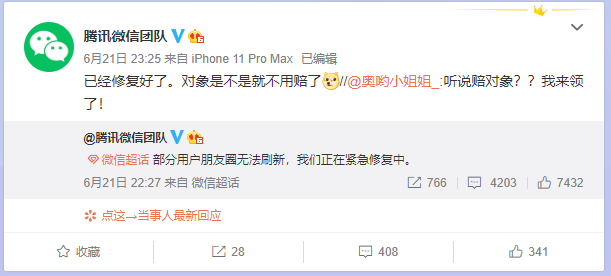 腾讯微信团队
6月21日 23:25 来自 iPhone 11 Pro Max 已编辑
已经修复好了。对象是不是就不用赔了//@奥哟小姐姐_:听说赔对象？？我来领
了！
@腾讯微信团队
微信超话 部分用户朋友圈无法刷新，我们正在紧急修复中。
6月21日 22:27 来自 微信超话 766 4203 7432
点这→当事人最新回应
收藏 28 408 341